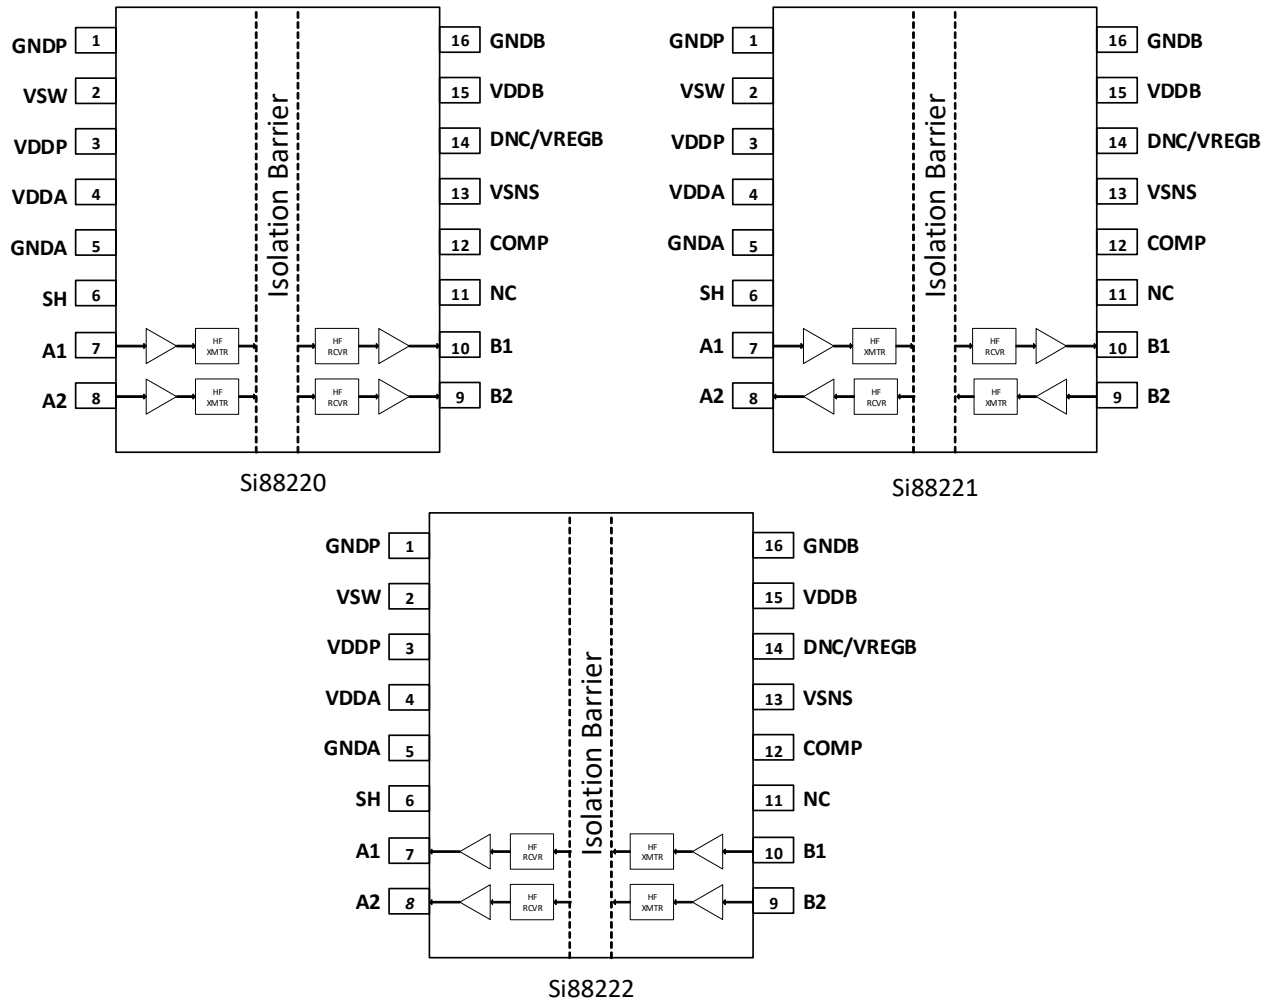 GNDP 1
VSW 2
VDDP 3
VDDA 4
GNDA 5
SH 6
A1 7
A2 8
HF
XMTR
HF
XMTR
Isolation Barrier
HF
RCVR
HF
RCVR
16 GNDB
15 VDDB
14 DNC/VREGB
13 VSNS
12 COMP
11 NC
10 B1
9 B2
Si88220
GNDP 1
VSW 2
VDDP 3
VDDA 4
GNDA 5
SH 6
A1 7
A2 8
HF
XMTR
HF
RCVR
Isolation Barrier
HF
RCVR
HF
XMTR
16 GNDB
15 VDDB
14 DNC/VREGB
13 VSNS
12 COMP
11 NC
10 B1
9 B2
Si88221
GNDP 1
VSW 2
VDDP 3
VDDA 4
GNDA 5
SH 6
A1 7
A2 8
HF
RCVR
HF
RCVR
Isolation Barrier
HF
XMTR
HF
XMTR
16 GNDB
15 VDDB
14 DNC/VREGB
13 VSNS
12 COMP
11 NC
10 B1
9 B2
Si88222